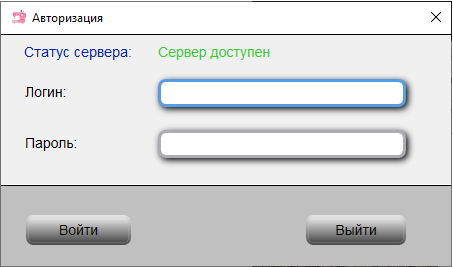 Авторизация
Статус сервера: Сервер доступен
Логин:
Пароль:
Войти Выйти